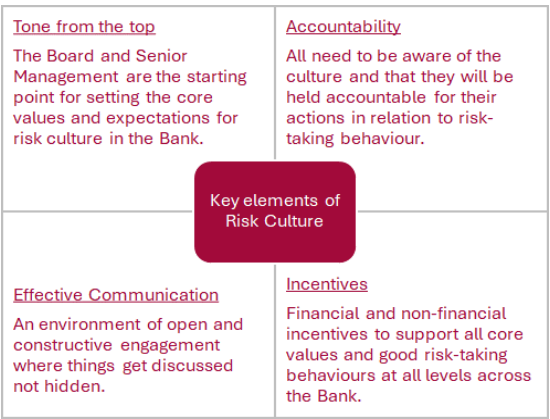 Tone from the top
The Board and Senior
Management are the starting
point for setting the core
values and expectations for
risk culture in the Bank.
Accountability
All need to be aware of the
culture and that they will be
held accountable for their
actions in relation to risk-
taking behaviour.
Key elements of
Risk Culture
Effective Communication
An environment of open and
constructive engagement
where things get discussed
not hidden.
Incentives
Financial and non-financial
incentives to support all core
values and good risk-taking
behaviours at all levels across
the Bank.